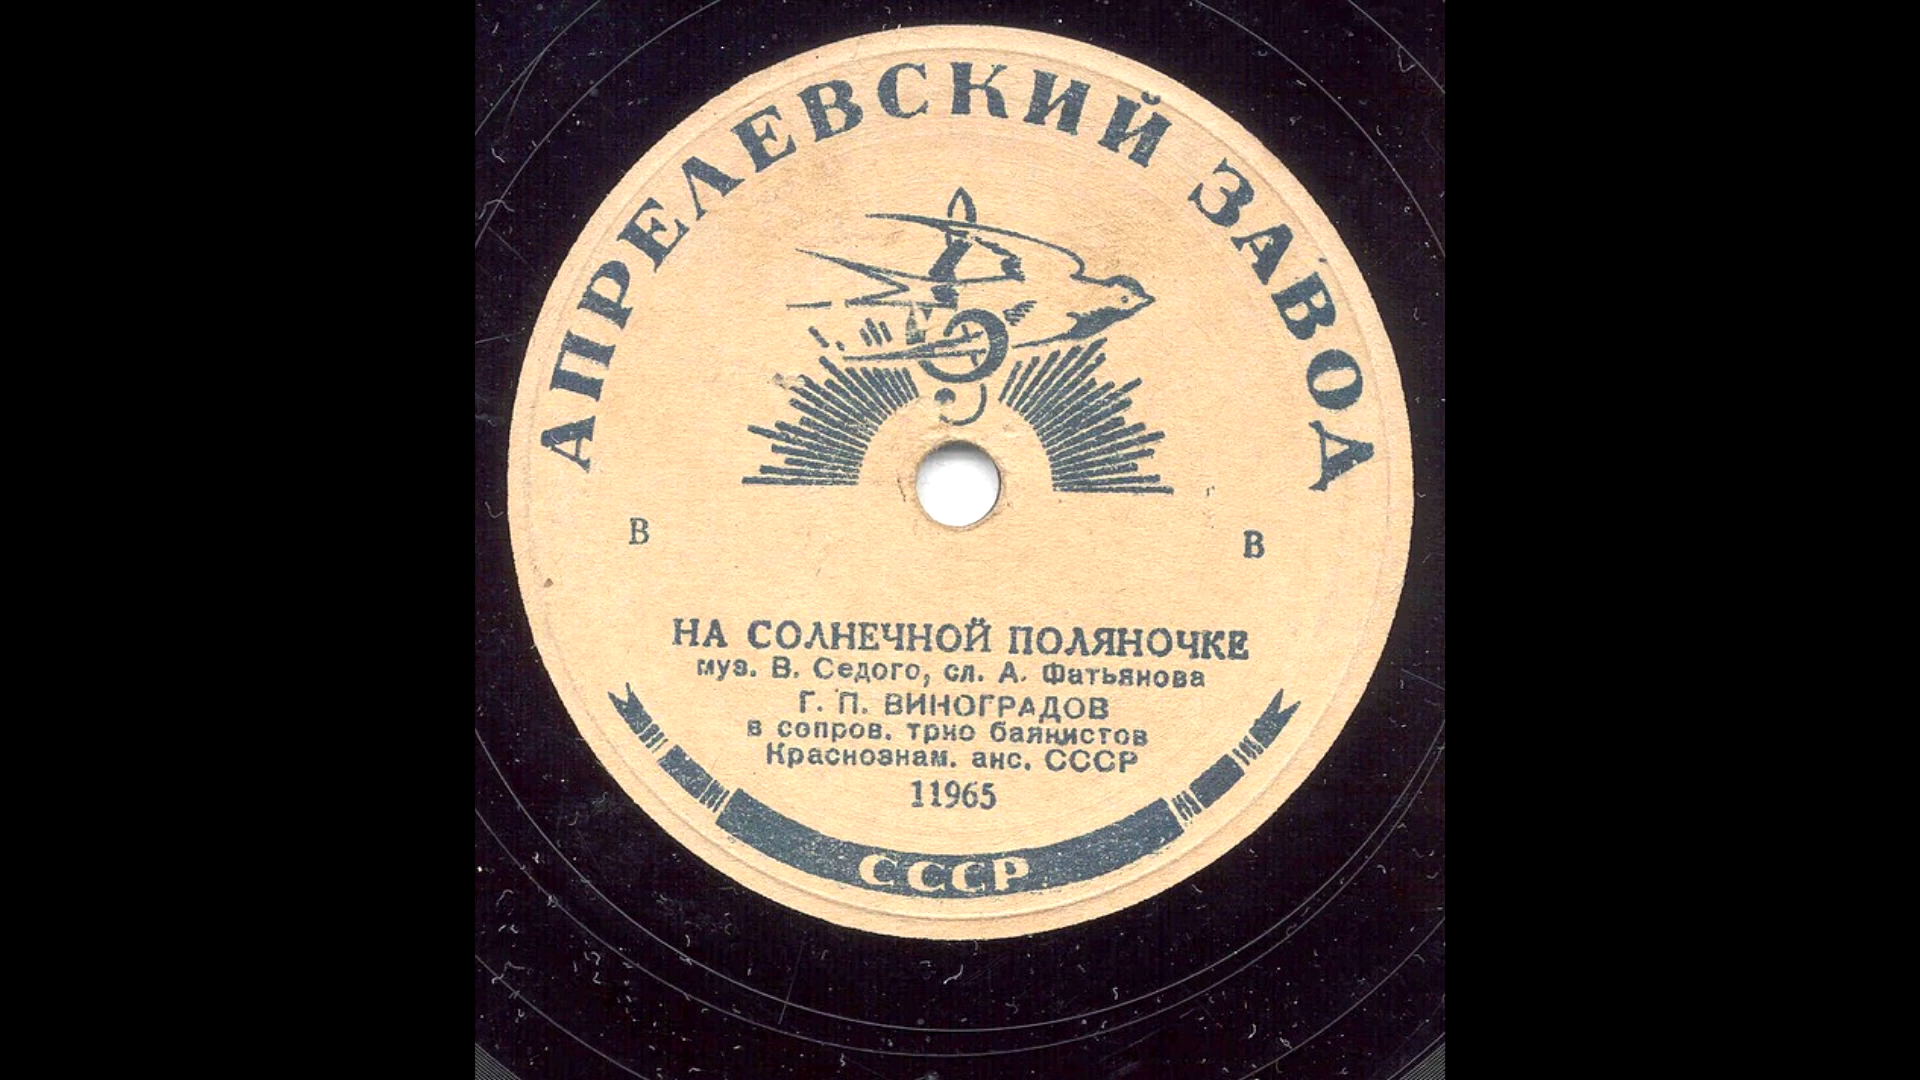 АПРЕЛЕВСКИЙ ЗАВОД
В В
НА СОЛНЕЧНОЙ ПОЛЯНОЧКЕ
муз. В. Седого, сл. А. Фатьянова
Г. П. ВИНОГРАДОВ
в сопров. трио баянистов
Краснознам. анс. СССР
11965
СССР